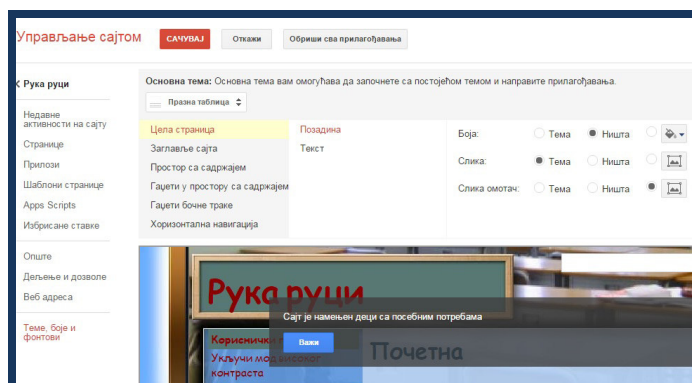 Управљање сајтом
САЧУВАЈ
Откажи
Обриши сва прилагођавања
Рука руци
Недавне
активности на сајту
Странице
Прилози
Шаблони странице
Apps Scripts
Избрисане ставке
Опште
Дељење и дозволе
Веб адреса
Теме, боје и
фонтови
Основна тема: Основна тема вам омогућава да започнете са постојећом темом и направите прилагођавања.
Празна таблица
Цела страница
Заглавље сајта
Простор са садржајем
Гаџети у простору са садржајем
Гаџети бочне траке
Хоризонтална навигација
Позадина
Текст
Боја: Тема Ништа
Слика: Тема Ништа
Слика омотач: Тема Ништа
Рука руци
Сајт је намењен деци са посебним потребама
Важи
Кориснички
Укључи мод високог
контраста
Почетна